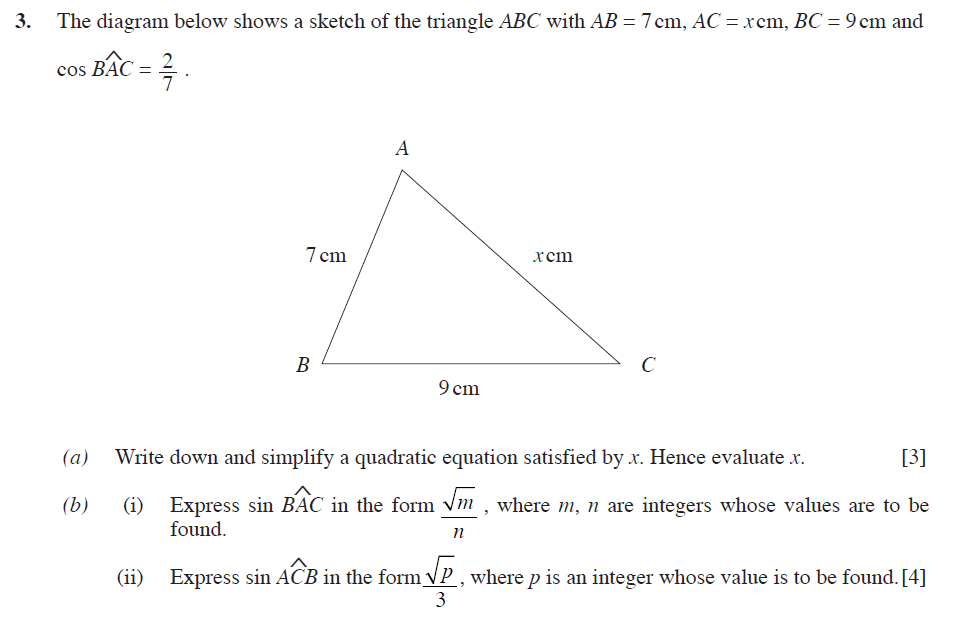 3. The diagram below shows a sketch of the triangle ABC with AB = 7 cm, AC = x cm, BC = 9 cm and
cos BÂC = 2/7 .
A
7 cm x cm
B C
9 cm
(a) Write down and simplify a quadratic equation satisfied by x. Hence evaluate x. [3]
(b) (i) Express sin BÂC in the form √m/n , where m, n are integers whose values are to be
found.
(ii) Express sin AĈB in the form √p/3 , where p is an integer whose value is to be found. [4]